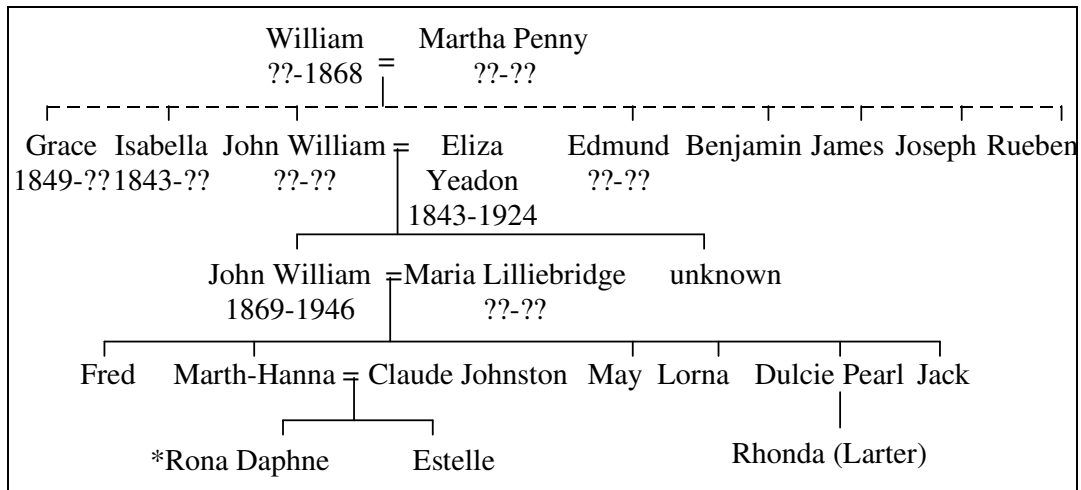 William Martha Penny
??-1868 = ??-??
Grace Isabella John William = Eliza Edmund Benjamin James Joseph Rueben
1849-?? 1843-?? ??-?? Yeadon ??-??
1843-1924
John William =Maria Lilliebridge unknown
1869-1946 ??-??
Fred Marth-Hanna = Claude Johnston May Lorna Dulcie Pearl Jack
*Rona Daphne Estelle Rhonda (Larter)